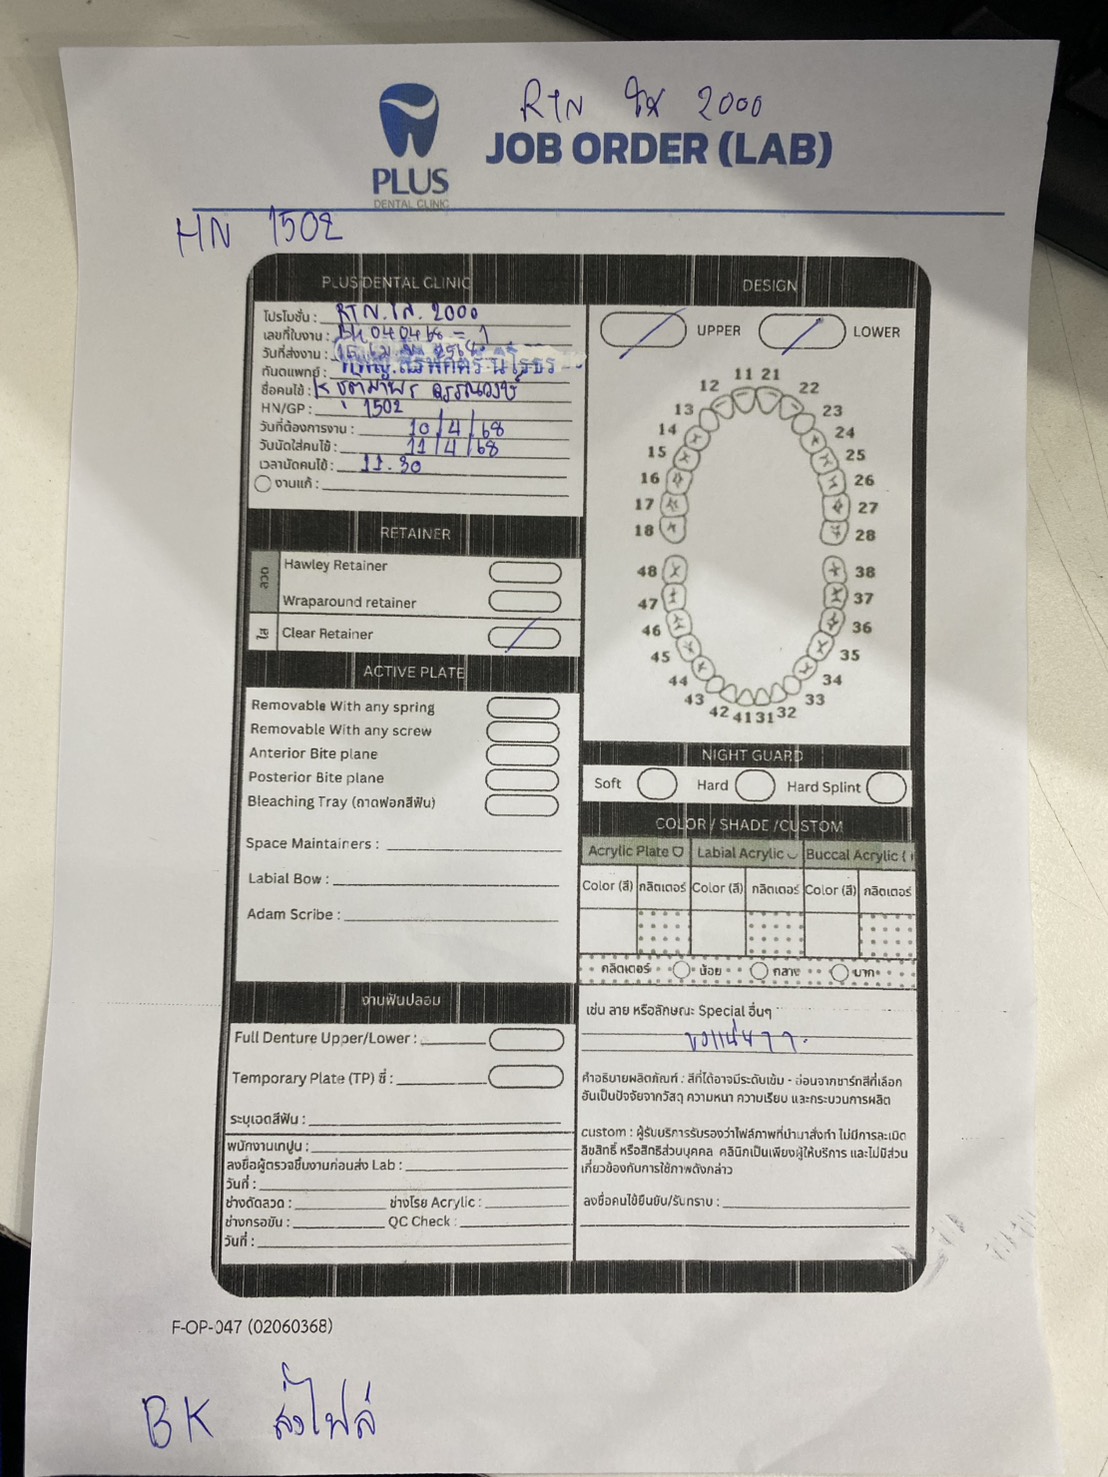 RTN ใส 2000
PLUS
DENTAL CLINIC
JOB ORDER (LAB)
HN 1502
PLUS DENTAL CLINIC
โปรโมชั่น : RTN.ใส. 2000
เลขที่ใบงาน : BK040468-1
วันที่ส่งงาน :
ทันตแพทย์ :
ชื่อคนไข้ : K
HN/GP : 1502
วันที่ต้องการงาน : 10/4/68
วันนัดใส่คนไข้ : 11/4/68
เวลานัดคนไข้ : 11.30
งานแก้ :
DESIGN
UPPER
LOWER
11 21
12 22
13 23
14 24
15 25
16 26
17 27
18 28
48 38
47 37
46 36
45 35
44 34
43 33
42 41 31 32
RETAINER
ลวด
Hawley Retainer
Wraparound retainer
ใส
Clear Retainer
ACTIVE PLATE
Removable With any spring
Removable With any screw
Anterior Bite plane
Posterior Bite plane
Bleaching Tray (ถาดฟอกสีฟัน)
Space Maintainers :
Labial Bow :
Adam Scribe :
NIGHT GUARD
Soft Hard Hard Splint
COLOR / SHADE /CUSTOM
Acrylic Plate Labial Acrylic Buccal Acrylic
Color (สี) กลิตเตอร์ Color (สี) กลิตเตอร์ Color (สี) กลิตเตอร์
กลิตเตอร์ น้อย กลาง มาก
เช่น ลาย หรือลักษณะ Special อื่นๆ
ขอแน่นๆๆ.
คำอธิบายผลิตภัณฑ์ : สีที่ได้อาจมีระดับเข้ม - อ่อนจากชาร์ทสีที่เลือก
อันเป็นปัจจัยจากวัสดุ ความหนา ความเรียบ และกระบวนการผลิต
custom : ผู้รับบริการรับรองว่าไฟล์ภาพที่นำมาสั่งทำ ไม่มีการละเมิด
ลิขสิทธิ์ หรือสิทธิส่วนบุคคล คลินิกเป็นเพียงผู้ให้บริการ และไม่มีส่วน
เกี่ยวข้องกับการใช้ภาพดังกล่าว
ลงชื่อคนไข้ยืนยัน/รับทราบ :
งานฟันปลอม
Full Denture Upper/Lower :
Temporary Plate (TP) ซี่ :
ระบุเฉดสีฟัน :
พนักงานเทปูน :
ลงชื่อผู้ตรวจชิ้นงานก่อนส่ง Lab :
วันที่ :
ช่างดัดลวด : ช่างโรย Acrylic :
ช่างกรอขัน : QC Check :
วันที่ :
F-OP-047 (02060368)
BK ส่งไฟล์